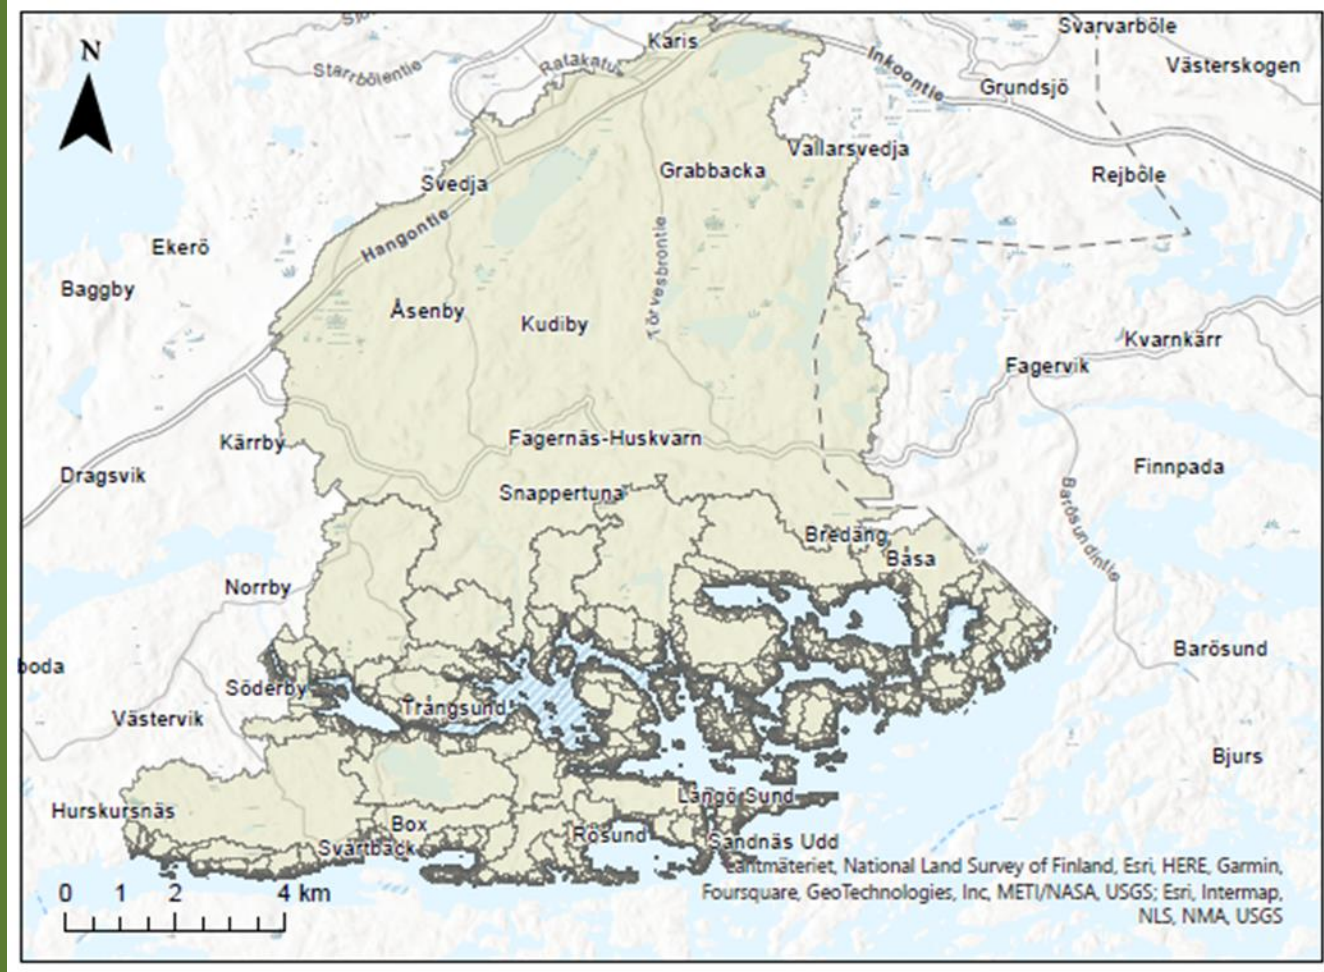 Svarvarböle
Karis
N
Västerskogen
Starrbölentie
Ratakatu
Inkoontie
Grundsjö
Vallarsvedja
Grabbacka
Rejböle
Svedja
Hangontie
Ekerö
Baggby
Åsenby
Kudiby
Törvesbrontie
Kvarnkärr
Fagervik
Kärrby
Fagernäs-Huskvarn
Dragsvik
Finnpada
Snappertuna
Barösundintie
Bredäng
Båsa
Norrby
Barösund
boda
Söderby
Trångsund
Västervik
Bjurs
Långö Sund
Hurskursnäs
Box
Rösund
Svartbäck
Sandnäs Udd
Lantmäteriet, National Land Survey of Finland, Esri, HERE, Garmin,
Foursquare, GeoTechnologies, Inc, METI/NASA, USGS; Esri, Intermap,
NLS, NMA, USGS
0 1 2 4 km